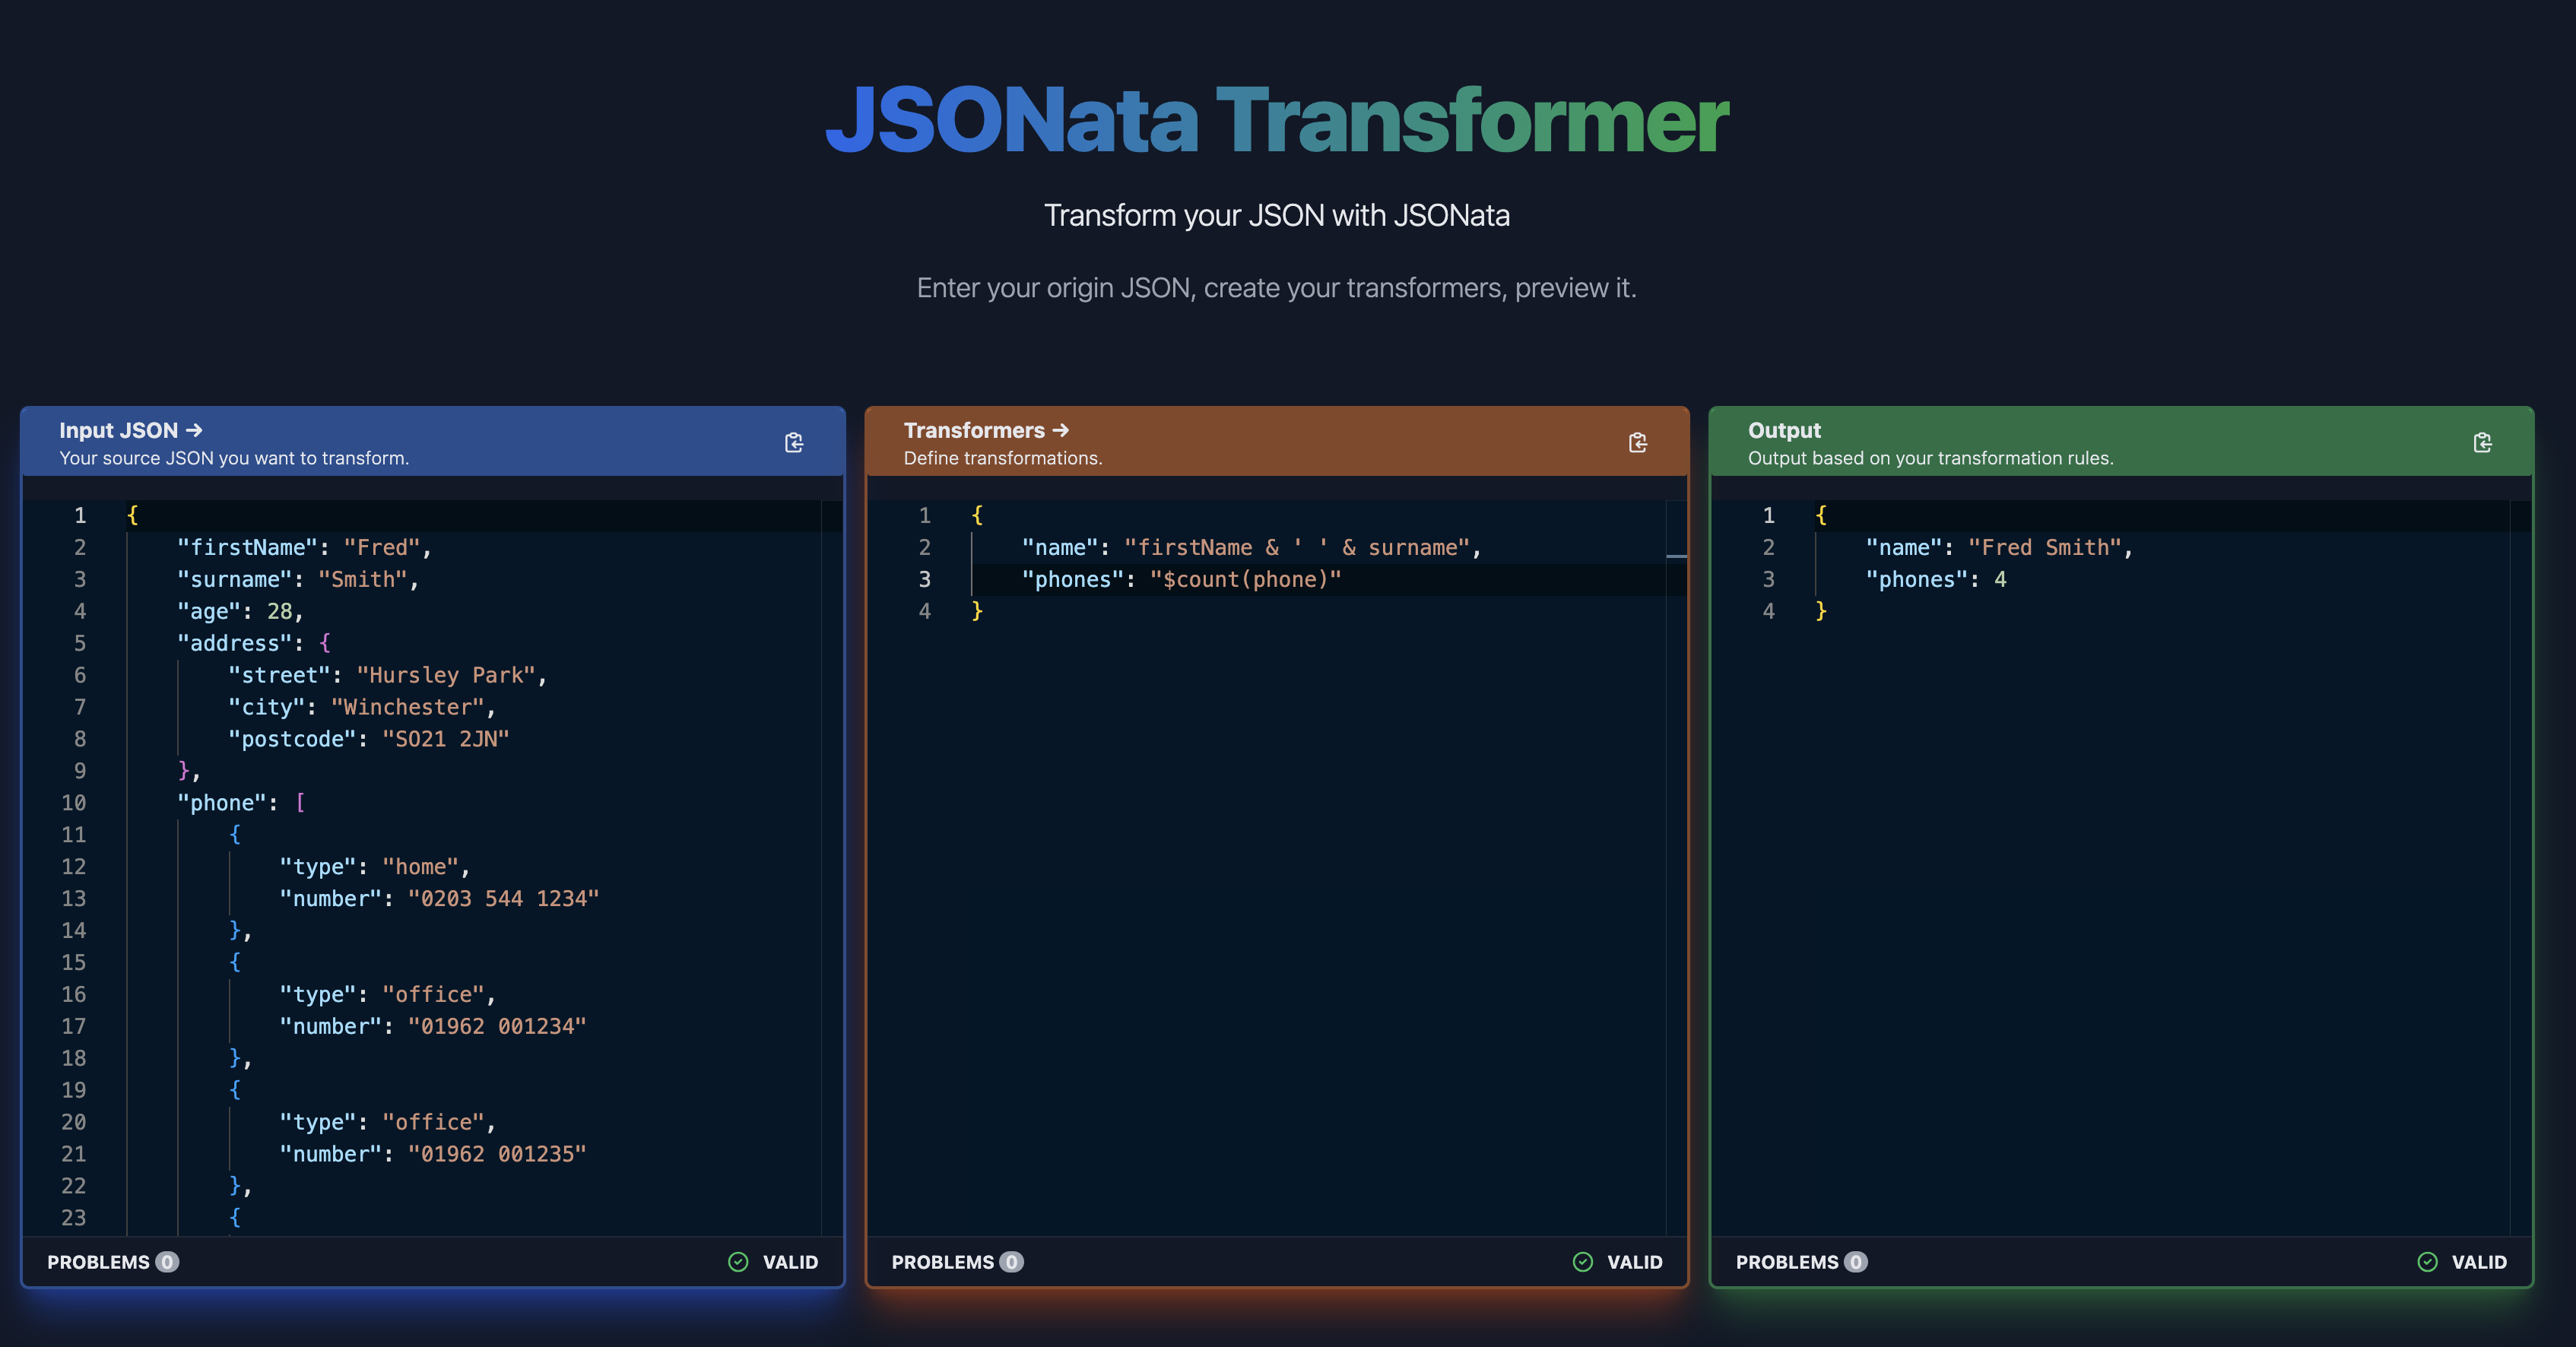 JSONata Transformer
Transform your JSON with JSONata
Enter your origin JSON, create your transformers, preview it.
Input JSON →
Your source JSON you want to transform.
1 {
2 "firstName": "Fred",
3 "surname": "Smith",
4 "age": 28,
5 "address": {
6 "street": "Hursley Park",
7 "city": "Winchester",
8 "postcode": "SO21 2JN"
9 },
10 "phone": [
11 {
12 "type": "home",
13 "number": "0203 544 1234"
14 },
15 {
16 "type": "office",
17 "number": "01962 001234"
18 },
19 {
20 "type": "office",
21 "number": "01962 001235"
22 },
23 {
PROBLEMS 0
VALID
Transformers →
Define transformations.
1 {
2 "name": "firstName & ' ' & surname",
3 "phones": "$count(phone)"
4 }
PROBLEMS 0
VALID
Output
Output based on your transformation rules.
1 {
2 "name": "Fred Smith",
3 "phones": 4
4 }
PROBLEMS 0
VALID